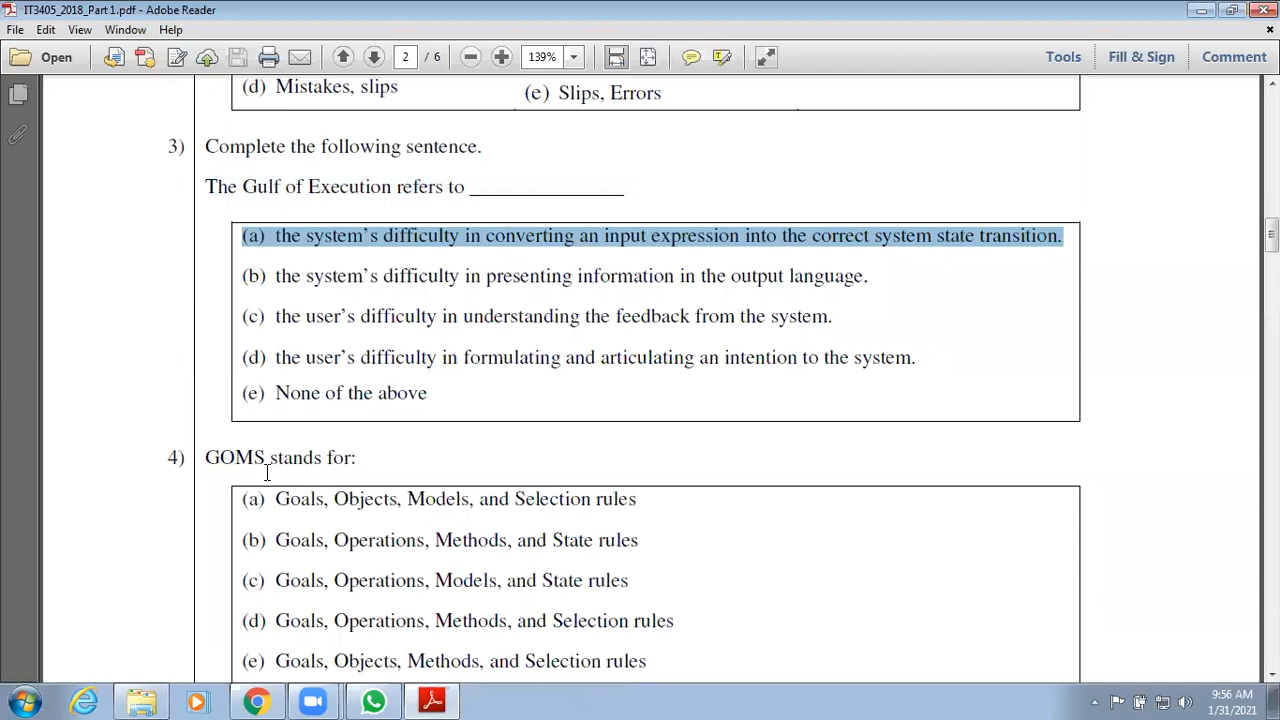 IT3405_2018_Part 1.pdf - Adobe Reader
File Edit View Window Help
Open 2 / 6 139% Tools Fill & Sign Comment
(d) Mistakes, slips (e) Slips, Errors
3) Complete the following sentence.
The Gulf of Execution refers to ________________
(a) the system's difficulty in converting an input expression into the correct system state transition.
(b) the system's difficulty in presenting information in the output language.
(c) the user's difficulty in understanding the feedback from the system.
(d) the user's difficulty in formulating and articulating an intention to the system.
(e) None of the above
4) GOMS stands for:
(a) Goals, Objects, Models, and Selection rules
(b) Goals, Operations, Methods, and State rules
(c) Goals, Operations, Models, and State rules
(d) Goals, Operations, Methods, and Selection rules
(e) Goals, Objects, Methods, and Selection rules
9:56 AM
1/31/2021